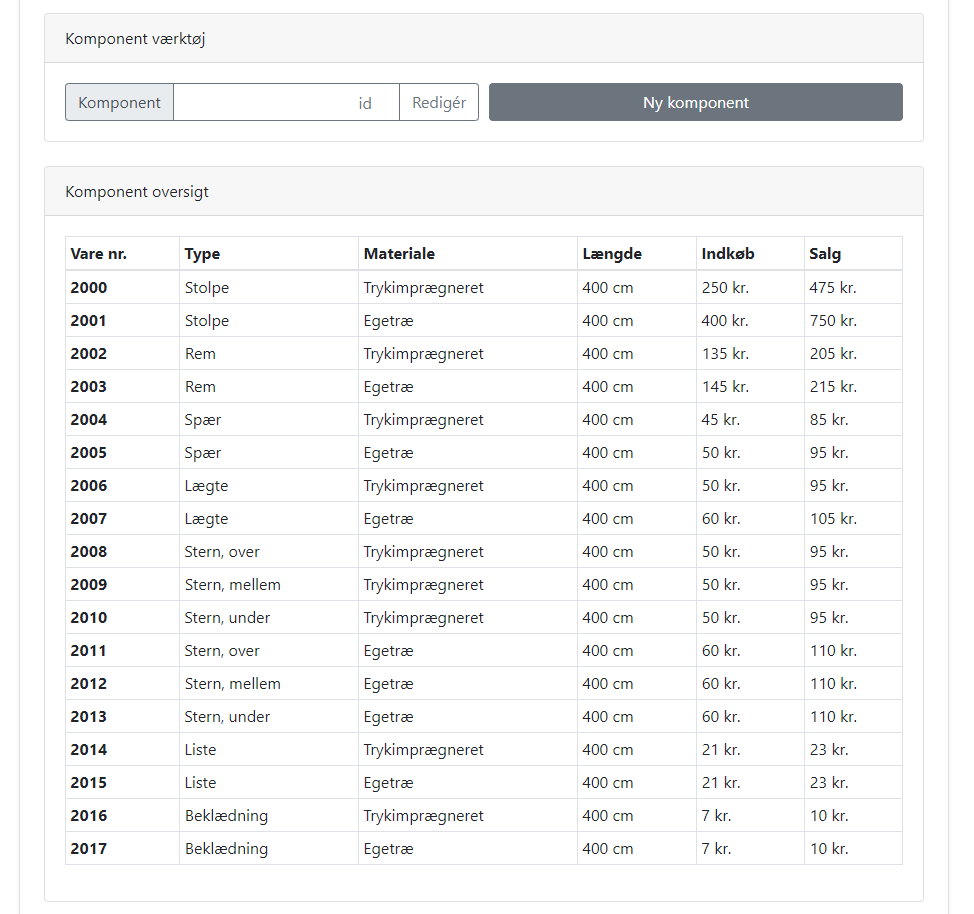 Komponent værktøj
Komponent id Redigér Ny komponent
Komponent oversigt
Vare nr. Type Materiale Længde Indkøb Salg
2000 Stolpe Trykimprægneret 400 cm 250 kr. 475 kr.
2001 Stolpe Egetræ 400 cm 400 kr. 750 kr.
2002 Rem Trykimprægneret 400 cm 135 kr. 205 kr.
2003 Rem Egetræ 400 cm 145 kr. 215 kr.
2004 Spær Trykimprægneret 400 cm 45 kr. 85 kr.
2005 Spær Egetræ 400 cm 50 kr. 95 kr.
2006 Lægte Trykimprægneret 400 cm 50 kr. 95 kr.
2007 Lægte Egetræ 400 cm 60 kr. 105 kr.
2008 Stern, over Trykimprægneret 400 cm 50 kr. 95 kr.
2009 Stern, mellem Trykimprægneret 400 cm 50 kr. 95 kr.
2010 Stern, under Trykimprægneret 400 cm 50 kr. 95 kr.
2011 Stern, over Egetræ 400 cm 60 kr. 110 kr.
2012 Stern, mellem Egetræ 400 cm 60 kr. 110 kr.
2013 Stern, under Egetræ 400 cm 60 kr. 110 kr.
2014 Liste Trykimprægneret 400 cm 21 kr. 23 kr.
2015 Liste Egetræ 400 cm 21 kr. 23 kr.
2016 Beklædning Trykimprægneret 400 cm 7 kr. 10 kr.
2017 Beklædning Egetræ 400 cm 7 kr. 10 kr.